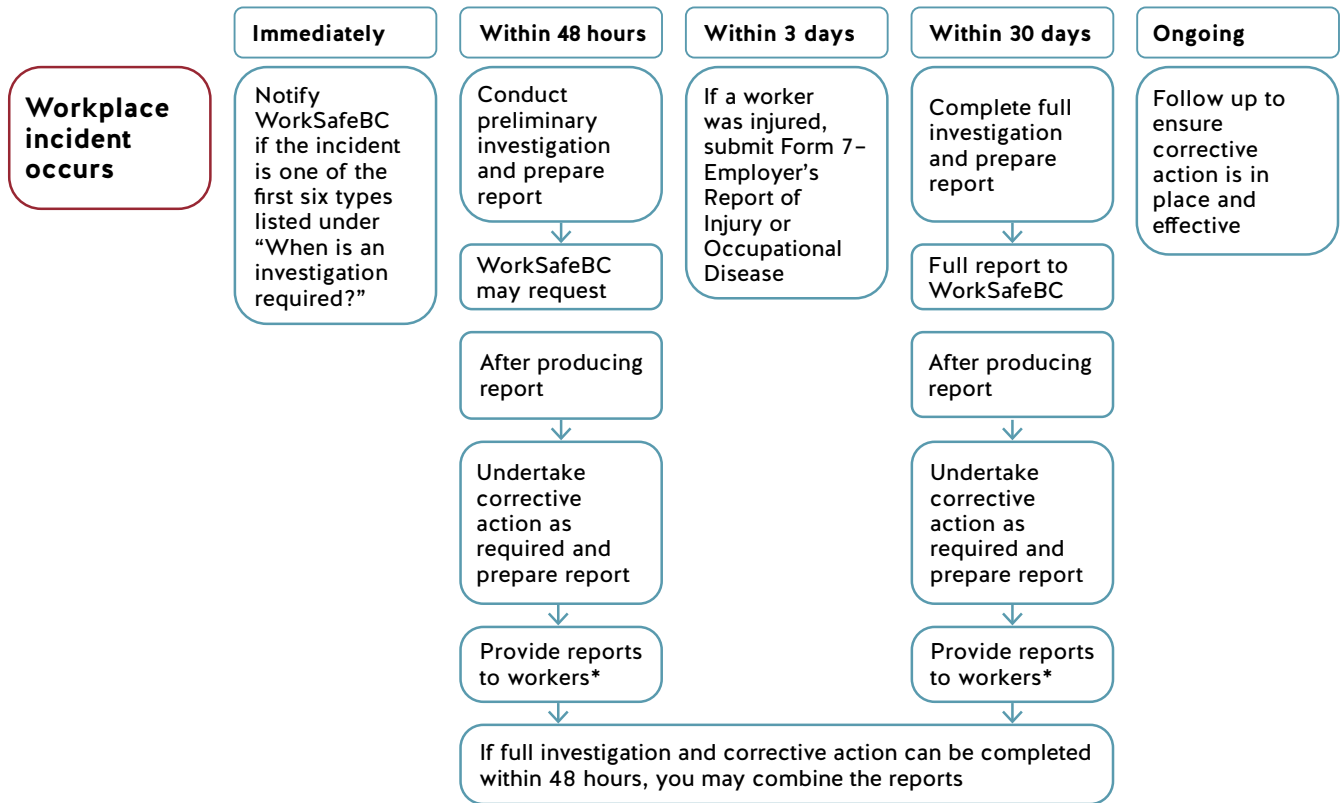 Workplace
incident
occurs
Immediately
Notify
WorkSafeBC
if the incident
is one of the
first six types
listed under
“When is an
investigation
required?”
Within 48 hours
Conduct
preliminary
investigation
and prepare
report
WorkSafeBC
may request
After producing
report
Undertake
corrective
action as
required and
prepare report
Provide reports
to workers*
Within 3 days
If a worker
was injured,
submit Form 7–
Employer’s
Report of
Injury or
Occupational
Disease
Within 30 days
Complete full
investigation
and prepare
report
Full report to
WorkSafeBC
After producing
report
Undertake
corrective
action as
required and
prepare report
Provide reports
to workers*
If full investigation and corrective action can be completed
within 48 hours, you may combine the reports
Ongoing
Follow up to
ensure
corrective
action is in
place and
effective